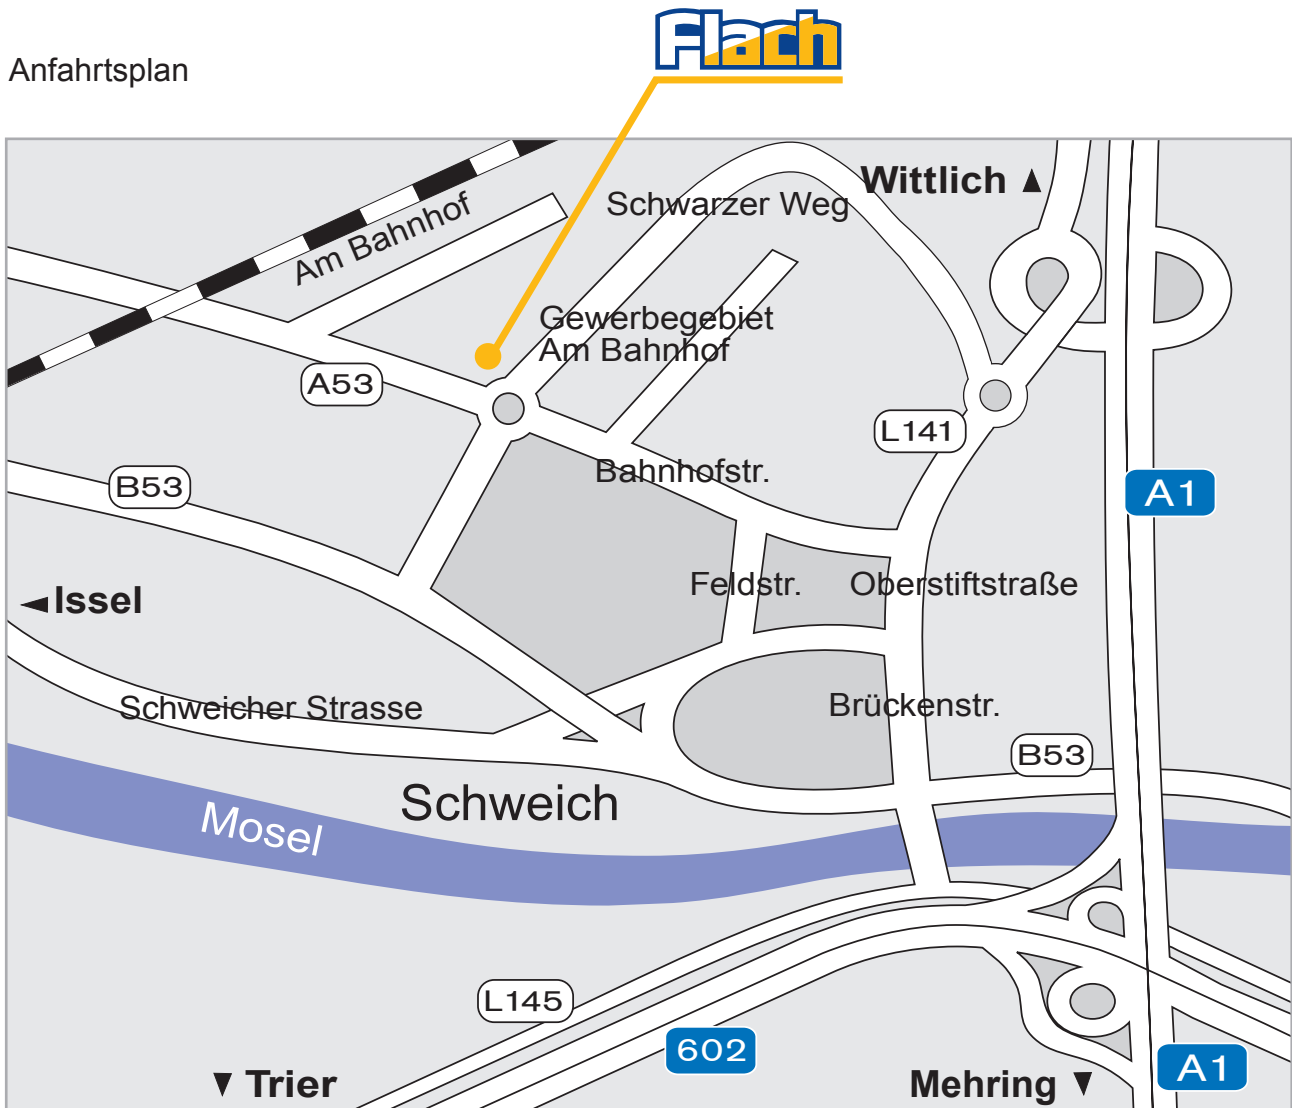 Flach
Anfahrtsplan
Wittlich
Schwarzer Weg
Am Bahnhof
Gewerbegebiet
Am Bahnhof
A53
L141
Bahnhofstr.
B53
A1
Feldstr.
Oberstiftstraße
Issel
Schweicher Strasse
Brückenstr.
B53
Schweich
Mosel
L145
602
A1
Trier
Mehring